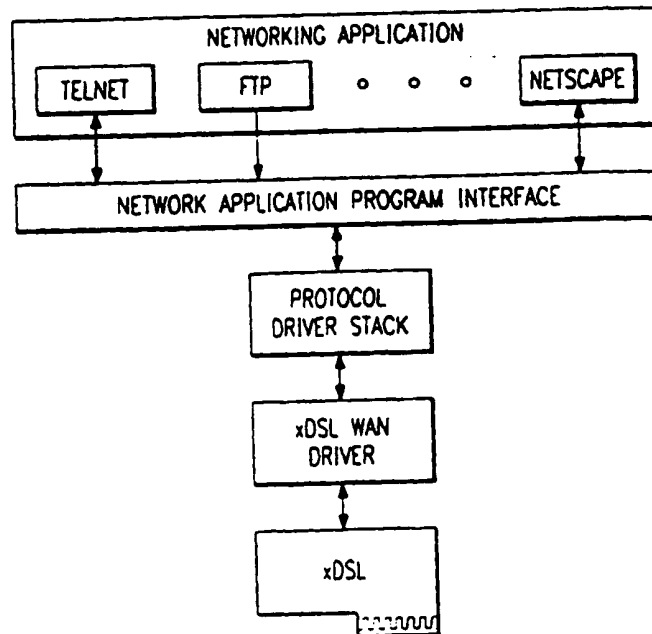 NETWORKING APPLICATION
TELNET
FTP
NETSCAPE
NETWORK APPLICATION PROGRAM INTERFACE
PROTOCOL
DRIVER STACK
xDSL WAN
DRIVER
xDSL